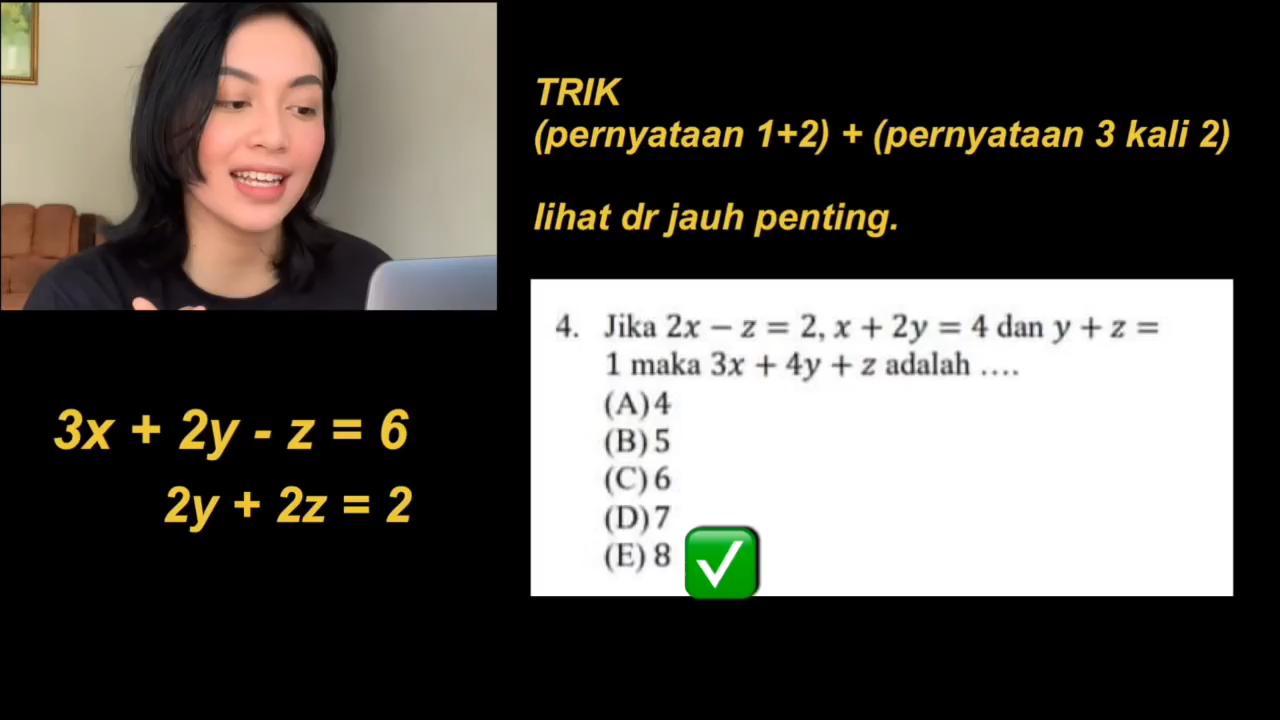 TRIK
(pernyataan 1+2) + (pernyataan 3 kali 2)
lihat dr jauh penting.
4. Jika 2x − z = 2, x + 2y = 4 dan y + z =
1 maka 3x + 4y + z adalah ….
(A) 4
(B) 5
(C) 6
(D) 7
(E) 8
3x + 2y - z = 6
2y + 2z = 2